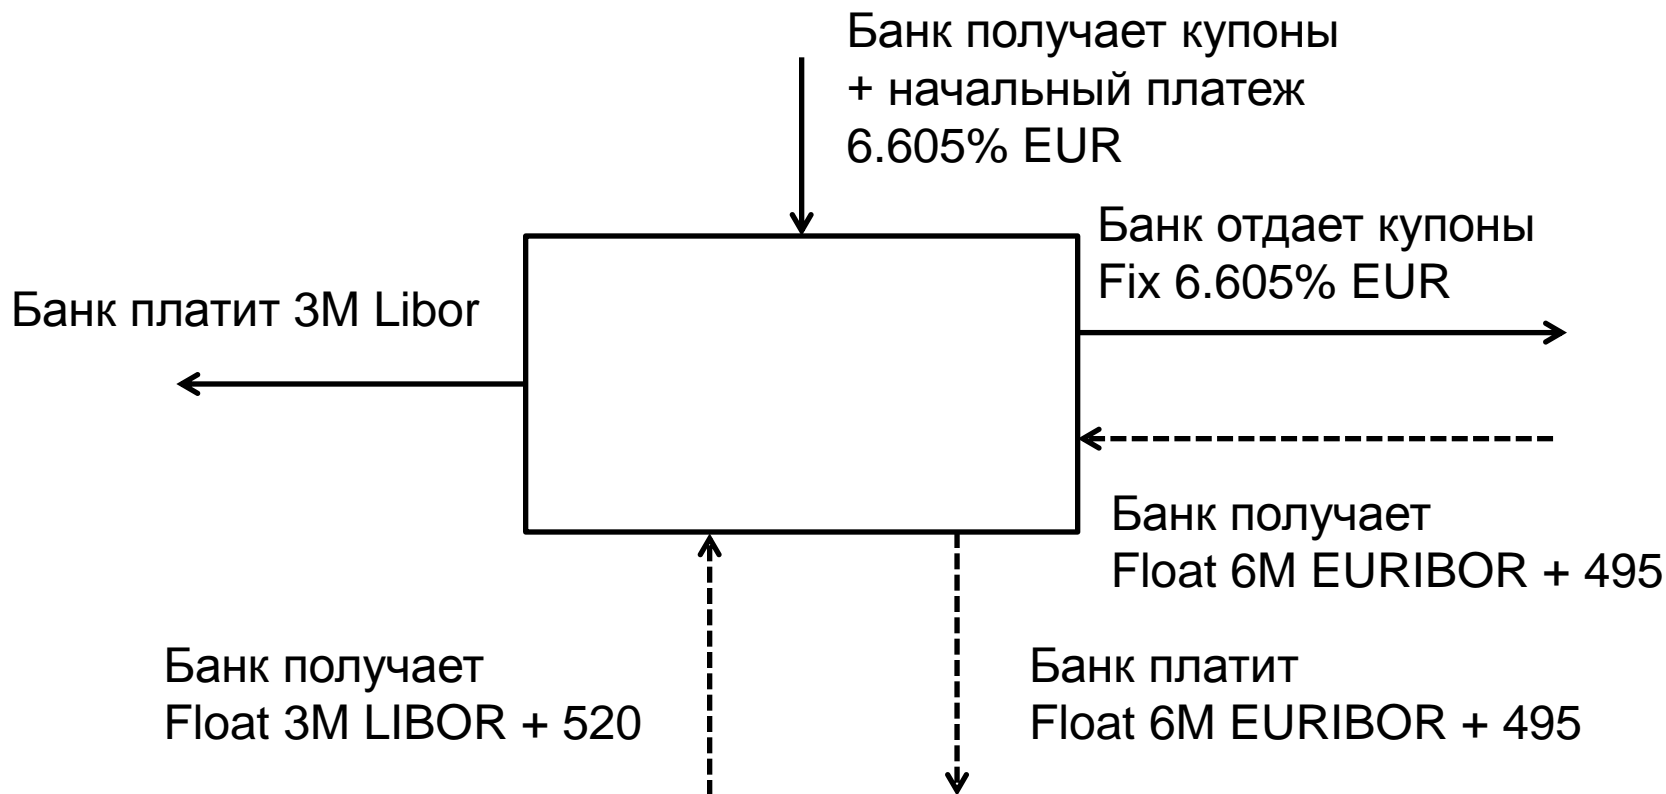 Банк получает купоны
+ начальный платеж
6.605% EUR
Банк отдает купоны
Fix 6.605% EUR
Банк платит 3M Libor
Банк получает
Float 6M EURIBOR + 495
Банк получает
Float 3M LIBOR + 520
Банк платит
Float 6M EURIBOR + 495